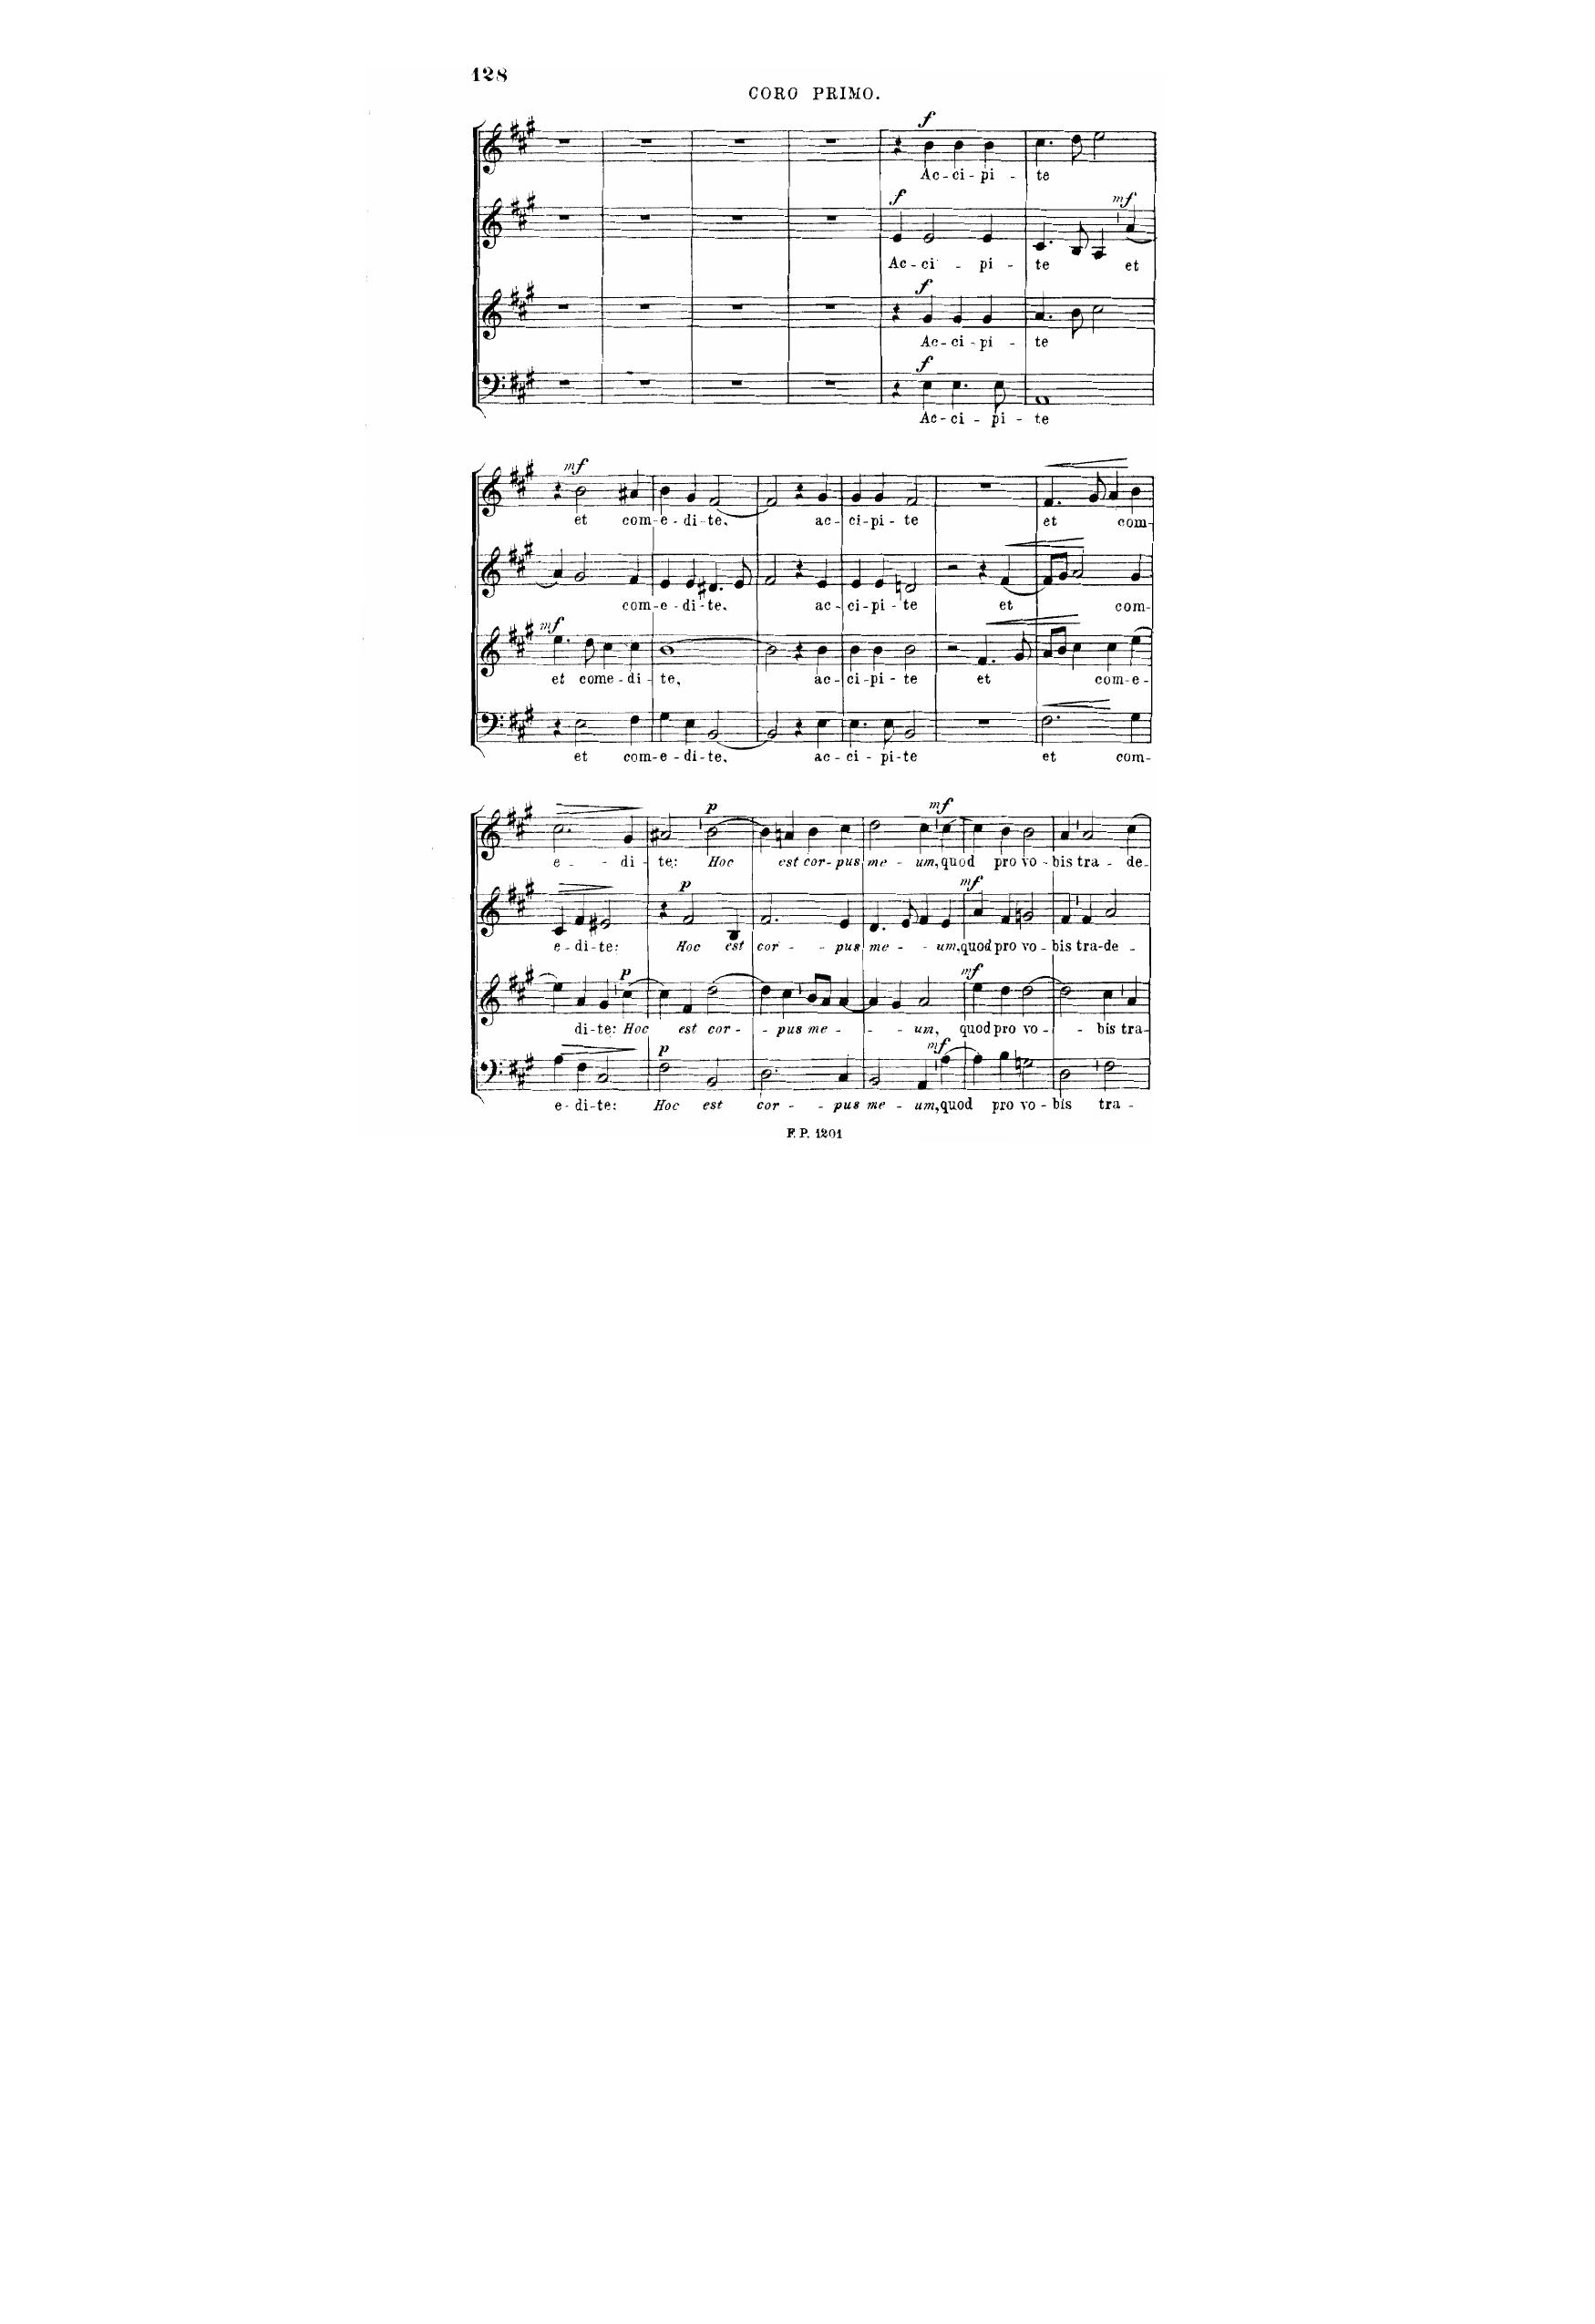 128
CORO PRIMO.
f
Ac-ci-pi - te
f
mf
Ac-ci - pi - te et
f
Ac-ci-pi - te
f
Ac-ci - pi - te
mf
et com-e-di-te. ac-ci-pi-te et com-
com-e-di-te. ac-ci-pi-te et com-
mf
et come-di-te, ac-ci-pi-te et com-e-
et com-e-di-te. ac-ci-pi-te et com-
p
mf
e - - di - te: Hoc est cor-pus me - um, quod pro vo-bis tra - de-
p
mf
e-di-te: Hoc est cor - - pus me - - um. quod pro vo-bis tra-de -
p
mf
di-te: Hoc est cor - - pus me - - - um, quod pro vo - - bis tra-
p
mf
e-di-te: Hoc est cor - - pus me - um, quod pro vo-bis tra -
F. P. 1201